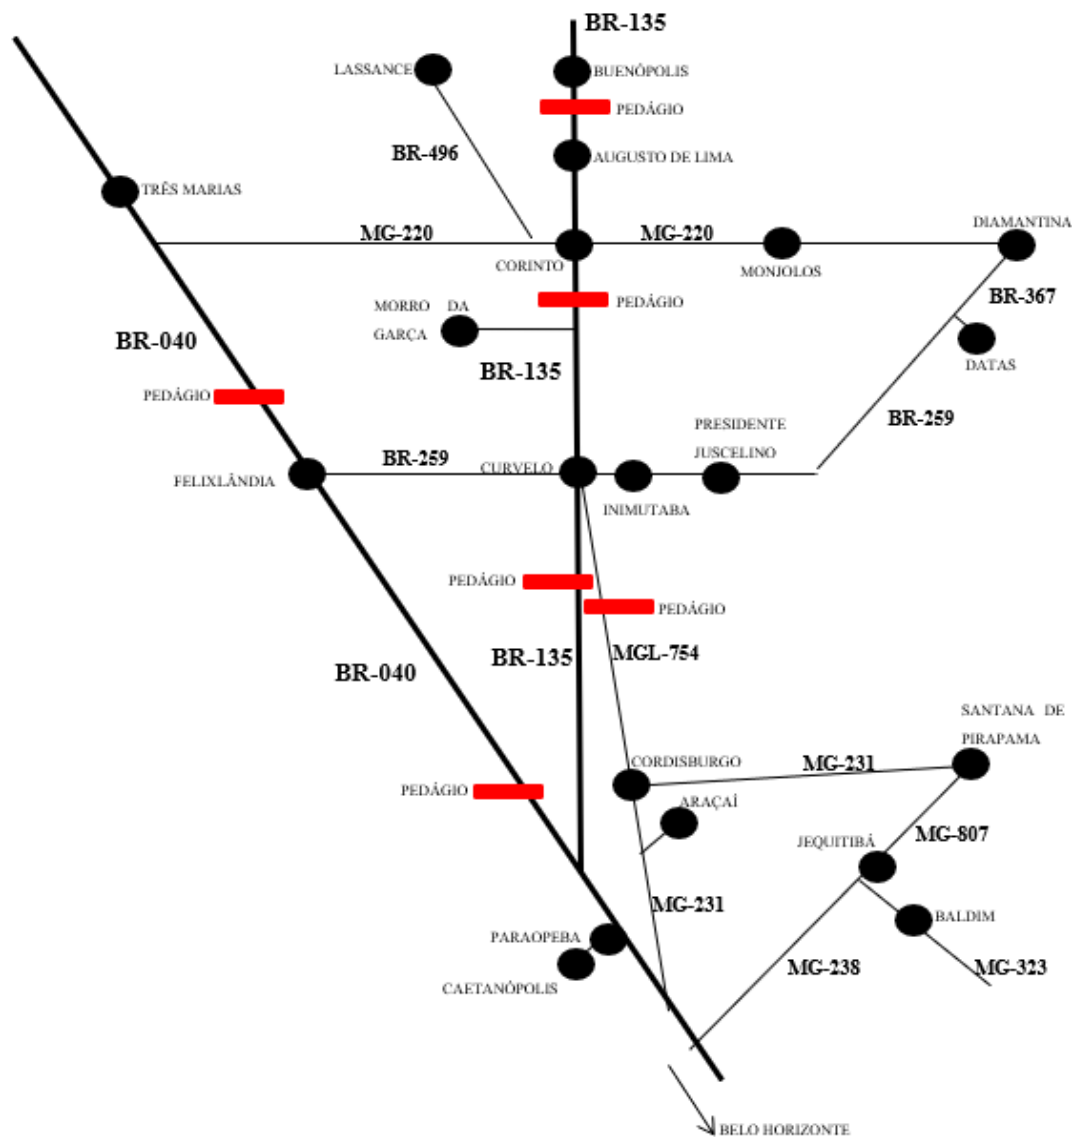 BR-135
LASSANCE
BUENÓPOLIS
PEDÁGIO
BR-496
AUGUSTO DE LIMA
TRÊS MARIAS
DIAMANTINA
MG-220
MG-220
CORINTO
MONJOLOS
BR-367
MORRO DA
GARÇA
PEDÁGIO
BR-040
BR-135
DATAS
PEDÁGIO
BR-259
PRESIDENTE
JUSCELINO
BR-259
CURVELO
FELIXLÂNDIA
INIMUTABA
PEDÁGIO
PEDÁGIO
MGL-754
BR-135
BR-040
SANTANA DE
PIRAPAMA
CORDISBURGO
MG-231
PEDÁGIO
ARAÇAÍ
MG-807
JEQUITIBÁ
MG-231
BALDIM
PARAOPEBA
MG-238
MG-323
CAETANÓPOLIS
BELO HORIZONTE